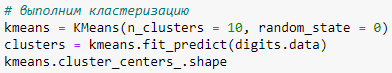 # выполним кластеризацию
kmeans = KMeans(n_clusters = 10, random_state = 0)
clusters = kmeans.fit_predict(digits.data)
kmeans.cluster_centers_.shape